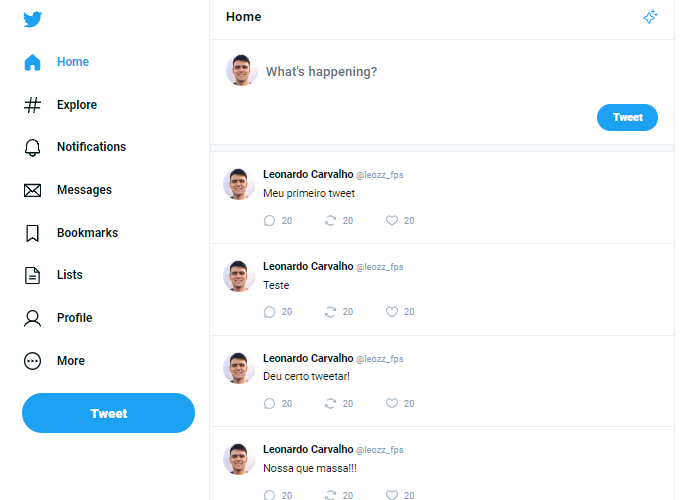 Home
Explore
Notifications
Messages
Bookmarks
Lists
Profile
More
Tweet
Home
What's happening?
Tweet
Leonardo Carvalho @leozz_fps
Meu primeiro tweet
20 20 20
Leonardo Carvalho @leozz_fps
Teste
20 20 20
Leonardo Carvalho @leozz_fps
Deu certo tweetar!
20 20 20
Leonardo Carvalho @leozz_fps
Nossa que massa!!!
20 20 20